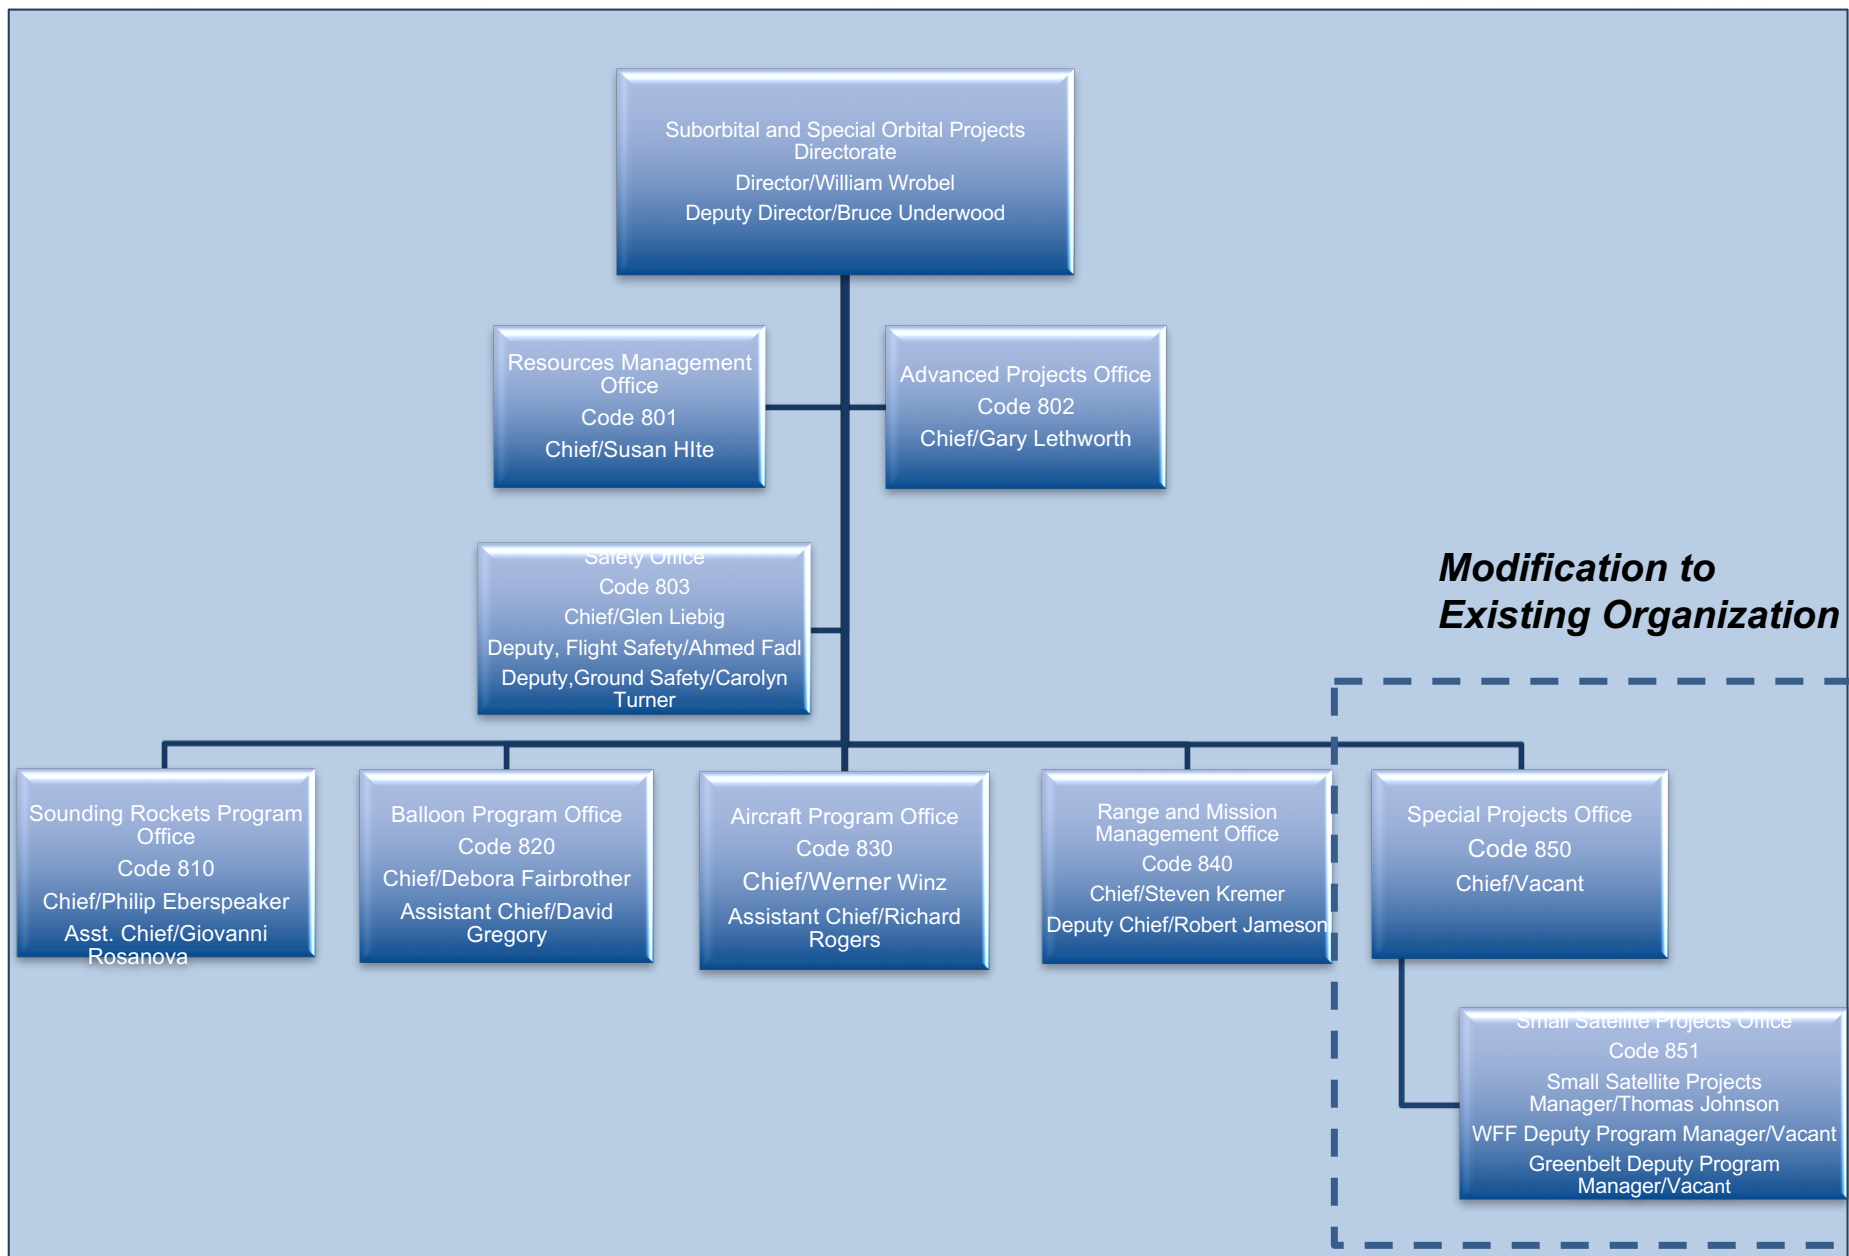 Suborbital and Special Orbital Projects
Directorate
Director/William Wrobel
Deputy Director/Bruce Underwood
Resources Management
Office
Code 801
Chief/Susan HIte
Advanced Projects Office
Code 802
Chief/Gary Lethworth
Safety Office
Code 803
Chief/Glen Liebig
Deputy, Flight Safety/Ahmed Fadl
Deputy,Ground Safety/Carolyn
Turner
Modification to
Existing Organization
Sounding Rockets Program
Office
Code 810
Chief/Philip Eberspeaker
Asst. Chief/Giovanni
Rosanova
Balloon Program Office
Code 820
Chief/Debora Fairbrother
Assistant Chief/David
Gregory
Aircraft Program Office
Code 830
Chief/Werner Winz
Assistant Chief/Richard
Rogers
Range and Mission
Management Office
Code 840
Chief/Steven Kremer
Deputy Chief/Robert Jameson
Special Projects Office
Code 850
Chief/Vacant
Small Satellite Projects Office
Code 851
Small Satellite Projects
Manager/Thomas Johnson
WFF Deputy Program Manager/Vacant
Greenbelt Deputy Program
Manager/Vacant